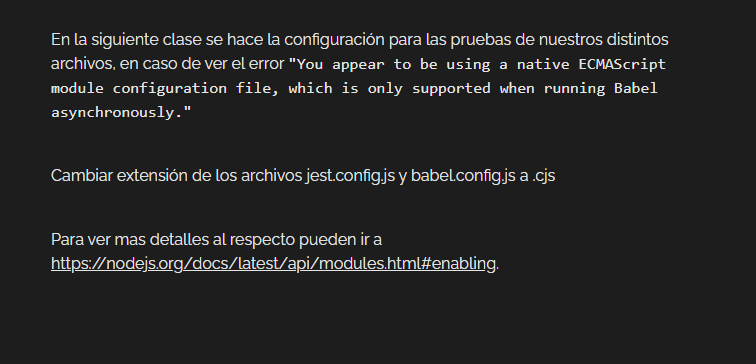 En la siguiente clase se hace la configuración para las pruebas de nuestros distintos
archivos, en caso de ver el error "You appear to be using a native ECMAScript
module configuration file, which is only supported when running Babel
asynchronously."
Cambiar extensión de los archivos jest.config.js y babel.config.js a .cjs
Para ver mas detalles al respecto pueden ir a
https://nodejs.org/docs/latest/api/modules.html#enabling.